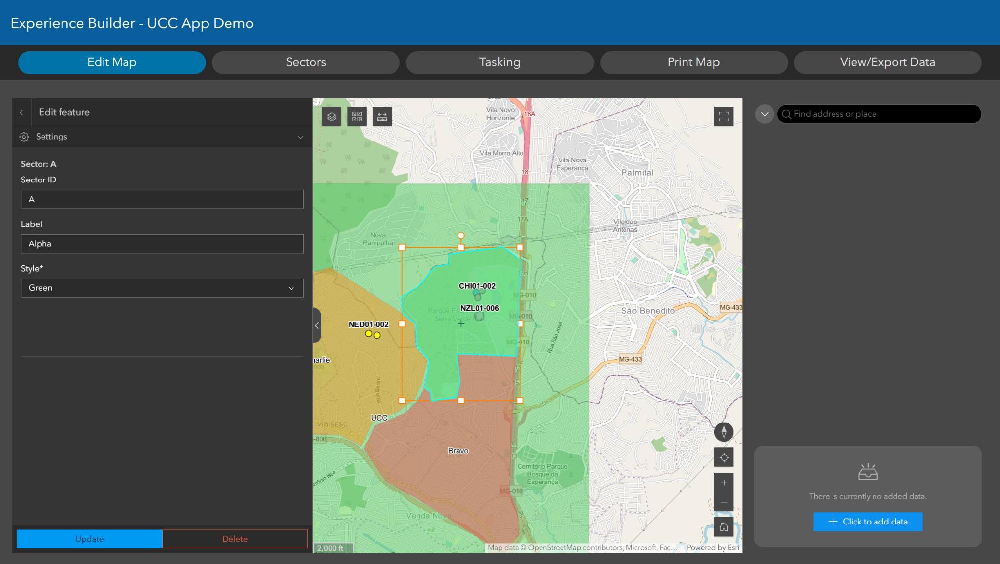 Experience Builder - UCC App Demo
Edit Map
Sectors
Tasking
Print Map
View/Export Data
Edit feature
Settings
Sector: A
Sector ID
A
Label
Alpha
Style*
Green
Update
Delete
Find address or place
Vila Novo
Horizonte
18A
Vila Morro Alto
Vila Nova
Esperança
18
Palmital
17
17A
Vila das
Antenas
Nova
Pampulha
17B
CHI01-002
MG-010
NZL01-006
Serra Verde
MG-010
São Benedito
MG-433
NED01-002
MG-010
Rua São José
MG-433
harlie
nda
15
15
Rua Berlim
UCC
Vila SESC
-806
Bravo
13
Cemitério Parque
Bosque da
Esperança
MG-010
ntônio Issa
Venda Nova
13
2,000 ft
Map data © OpenStreetMap contributors, Microsoft, Fac...
Powered by Esri
There is currently no added data.
Click to add data